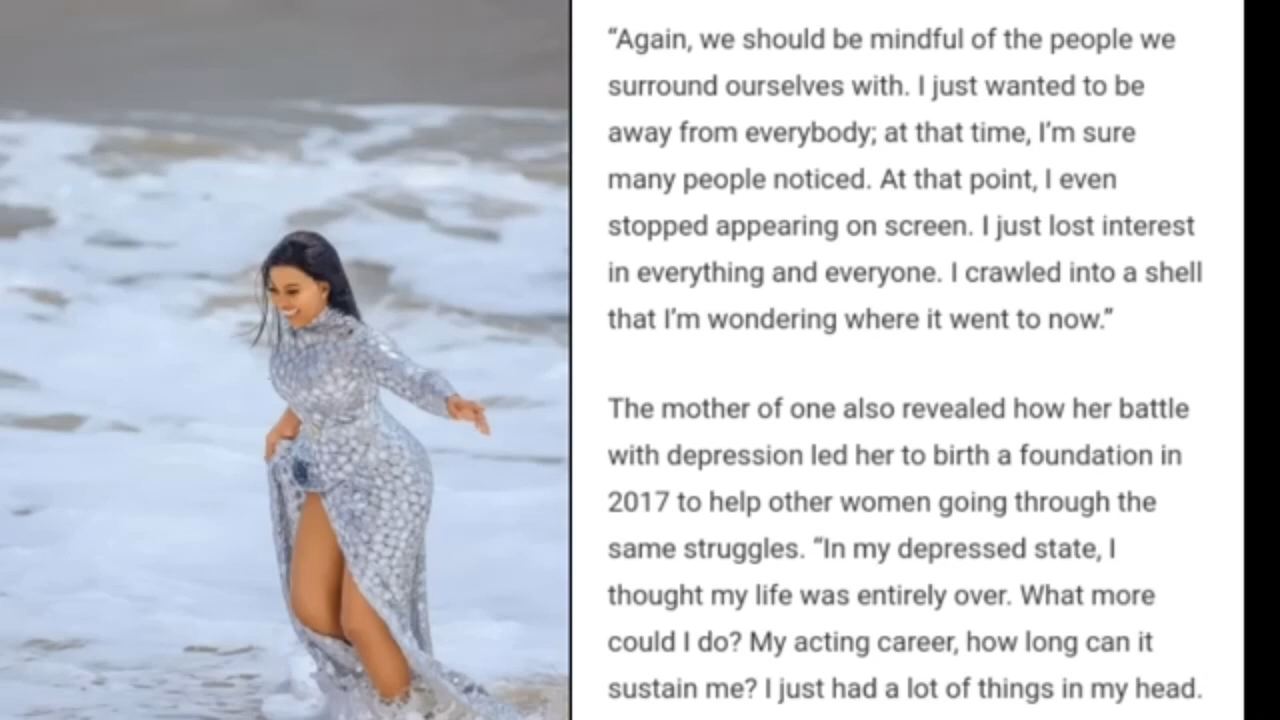 “Again, we should be mindful of the people we
surround ourselves with. I just wanted to be
away from everybody; at that time, I’m sure
many people noticed. At that point, I even
stopped appearing on screen. I just lost interest
in everything and everyone. I crawled into a shell
that I’m wondering where it went to now.”
The mother of one also revealed how her battle
with depression led her to birth a foundation in
2017 to help other women going through the
same struggles. “In my depressed state, I
thought my life was entirely over. What more
could I do? My acting career, how long can it
sustain me? I just had a lot of things in my head.